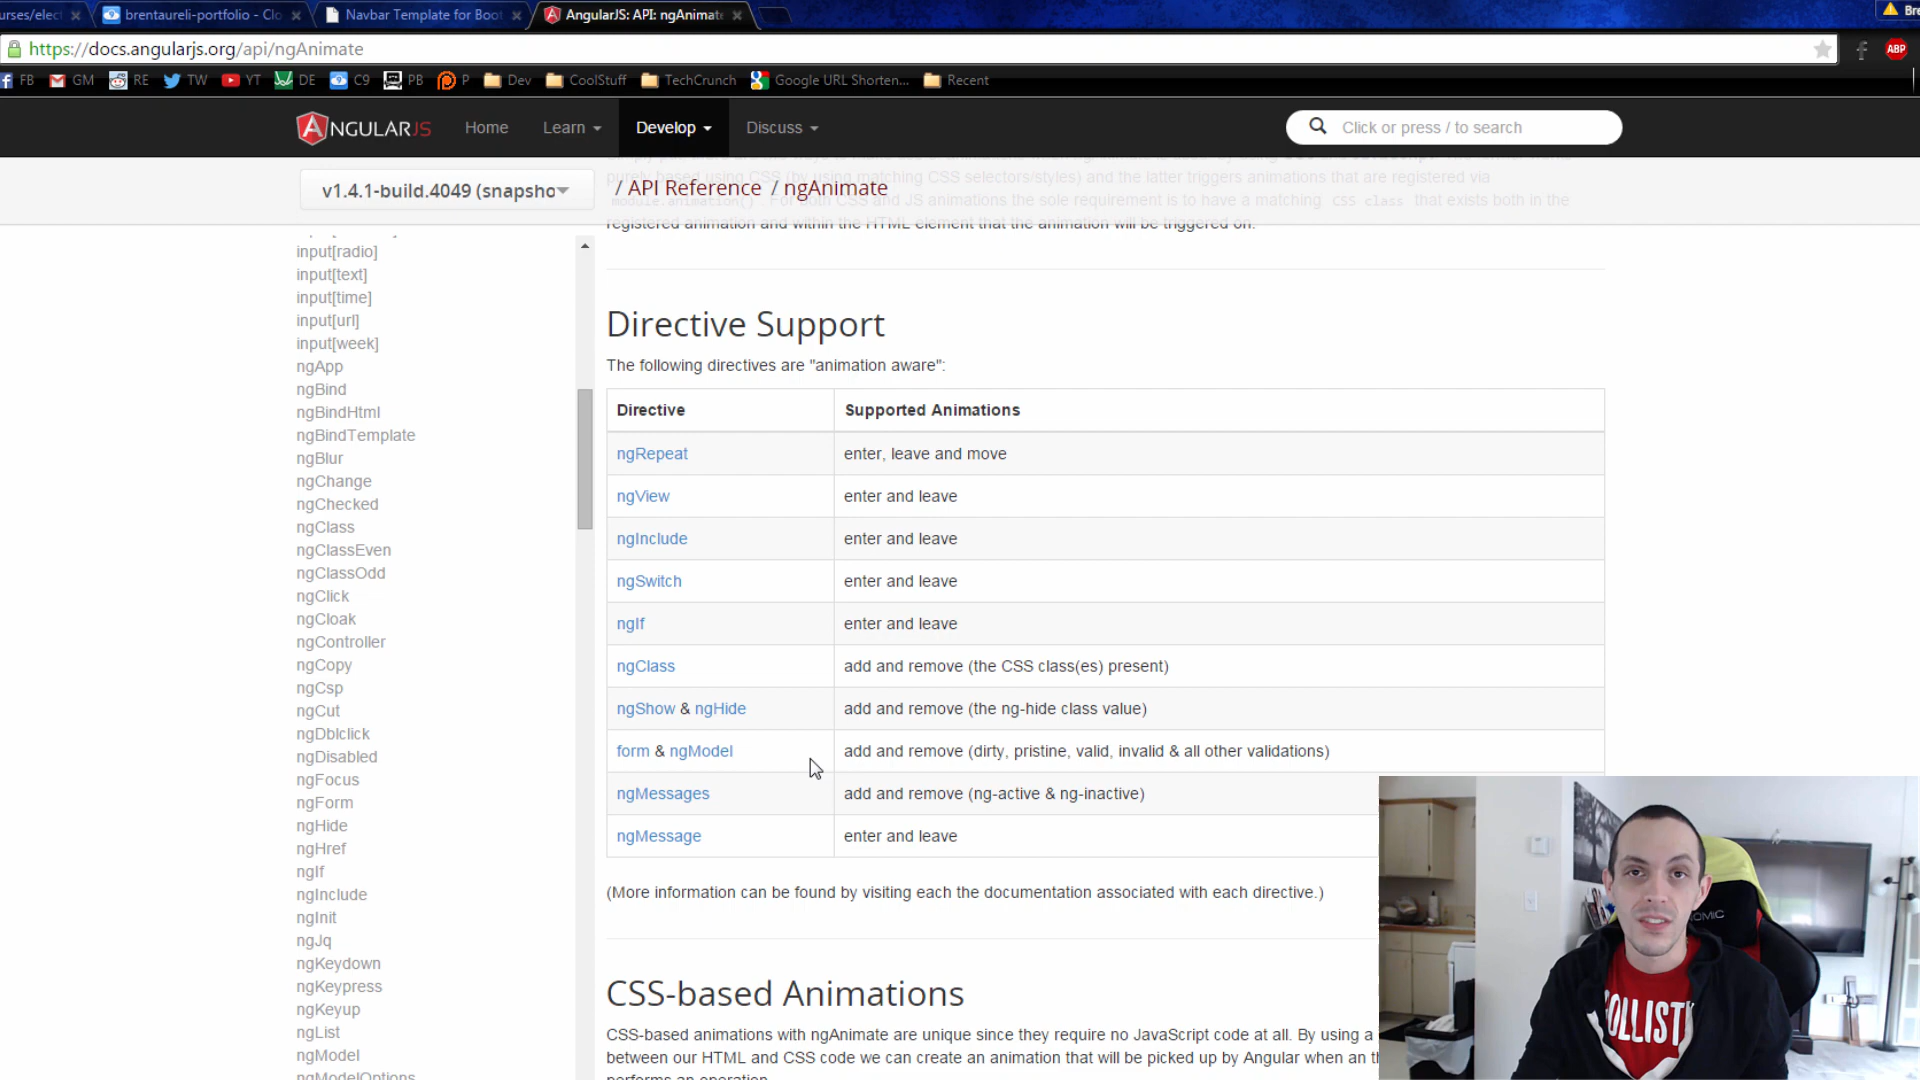 urses/elect
brentaureli-portfolio - Clo
Navbar Template for Boot
AngularJS: API: ngAnimate
Bre
https://docs.angularjs.org/api/ngAnimate
ABP
FB
GM
RE
TW
YT
DE
C9
PB
P
Dev
CoolStuff
TechCrunch
Google URL Shorten...
Recent
ANGULARJS
Home
Learn
Develop
Discuss
Click or press / to search
v1.4.1-build.4049 (snapsho
/ API Reference / ngAnimate
purely based using CSS (by using matching CSS selectors/styles) and the latter triggers animations that are registered via
module.animation() . For both CSS and JS animations the sole requirement is to have a matching css class that exists both in the
registered animation and within the HTML element that the animation will be triggered on.
input[radio]
input[text]
input[time]
input[url]
input[week]
ngApp
ngBind
ngBindHtml
ngBindTemplate
ngBlur
ngChange
ngChecked
ngClass
ngClassEven
ngClassOdd
ngClick
ngCloak
ngController
ngCopy
ngCsp
ngCut
ngDblclick
ngDisabled
ngFocus
ngForm
ngHide
ngHref
ngIf
ngInclude
ngInit
ngJq
ngKeydown
ngKeypress
ngKeyup
ngList
ngModel
ngModelOptions
Directive Support
The following directives are "animation aware":
Directive Supported Animations
ngRepeat enter, leave and move
ngView enter and leave
ngInclude enter and leave
ngSwitch enter and leave
ngIf enter and leave
ngClass add and remove (the CSS class(es) present)
ngShow & ngHide add and remove (the ng-hide class value)
form & ngModel add and remove (dirty, pristine, valid, invalid & all other validations)
ngMessages add and remove (ng-active & ng-inactive)
ngMessage enter and leave
(More information can be found by visiting each the documentation associated with each directive.)
CSS-based Animations
CSS-based animations with ngAnimate are unique since they require no JavaScript code at all. By using a
between our HTML and CSS code we can create an animation that will be picked up by Angular when an th
performs an operation.
NOMIC
OLLIST